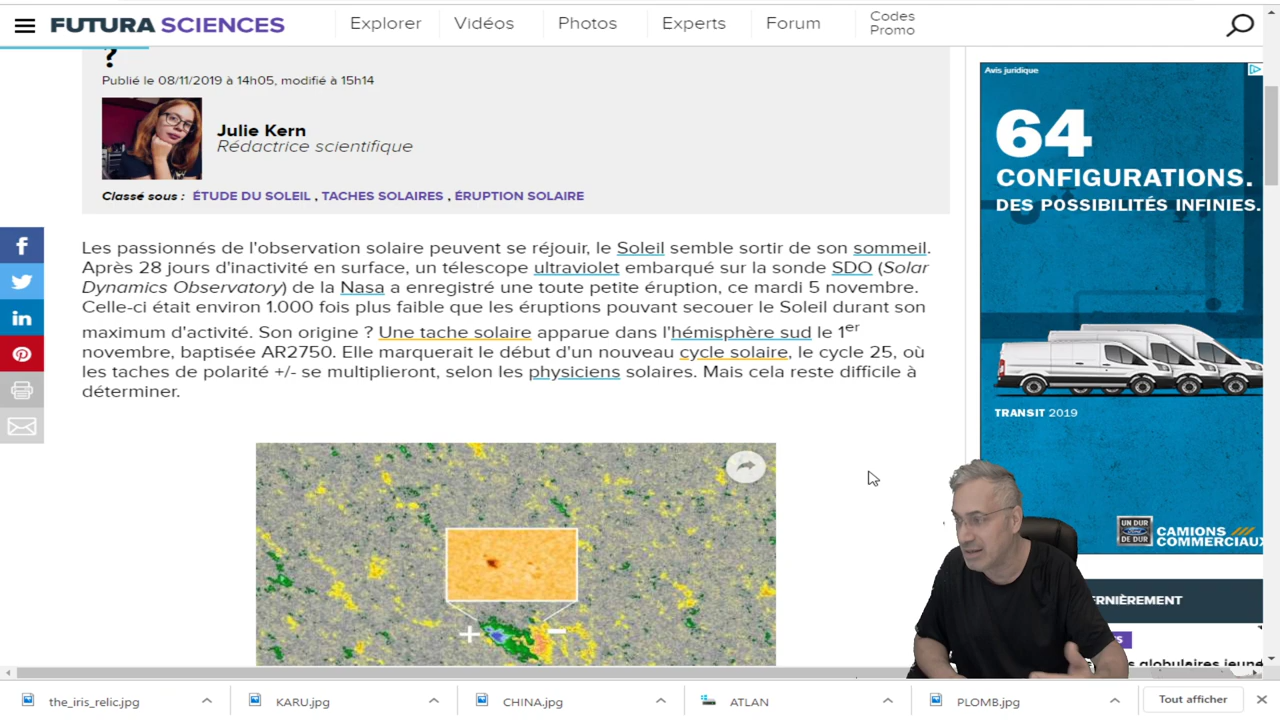 FUTURA SCIENCES
Explorer
Vidéos
Photos
Experts
Forum
Codes
Promo
?
Publié le 08/11/2019 à 14h05, modifié à 15h14
Julie Kern
Rédactrice scientifique
Classé sous : ÉTUDE DU SOLEIL , TACHES SOLAIRES , ÉRUPTION SOLAIRE
Les passionnés de l'observation solaire peuvent se réjouir, le Soleil semble sortir de son sommeil.
Après 28 jours d'inactivité en surface, un télescope ultraviolet embarqué sur la sonde SDO (Solar
Dynamics Observatory) de la Nasa a enregistré une toute petite éruption, ce mardi 5 novembre.
Celle-ci était environ 1.000 fois plus faible que les éruptions pouvant secouer le Soleil durant son
maximum d'activité. Son origine ? Une tache solaire apparue dans l'hémisphère sud le 1er
novembre, baptisée AR2750. Elle marquerait le début d'un nouveau cycle solaire, le cycle 25, où
les taches de polarité +/- se multiplieront, selon les physiciens solaires. Mais cela reste difficile à
déterminer.
+ −
Avis juridique
64
CONFIGURATIONS.
DES POSSIBILITÉS INFINIES.
TRANSIT 2019
UN DUR
Ford
DE DUR
CAMIONS
COMMERCIAUX
ERNIÈREMENT
globulaires jeune
the_iris_relic.jpg
KARU.jpg
CHINA.jpg
ATLAN
PLOMB.jpg
Tout afficher